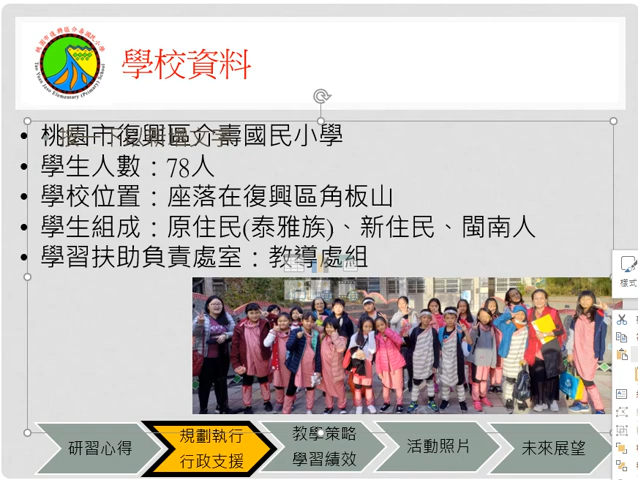 學校資料
桃園市復興區介壽國民小學
學生人數：78人
學校位置：座落在復興區角板山
學生組成：原住民(泰雅族)、新住民、閩南人
學習扶助負責處室：教導處組
樣式
研習心得
規劃執行
行政支援
教學策略
學習績效
活動照片
未來展望